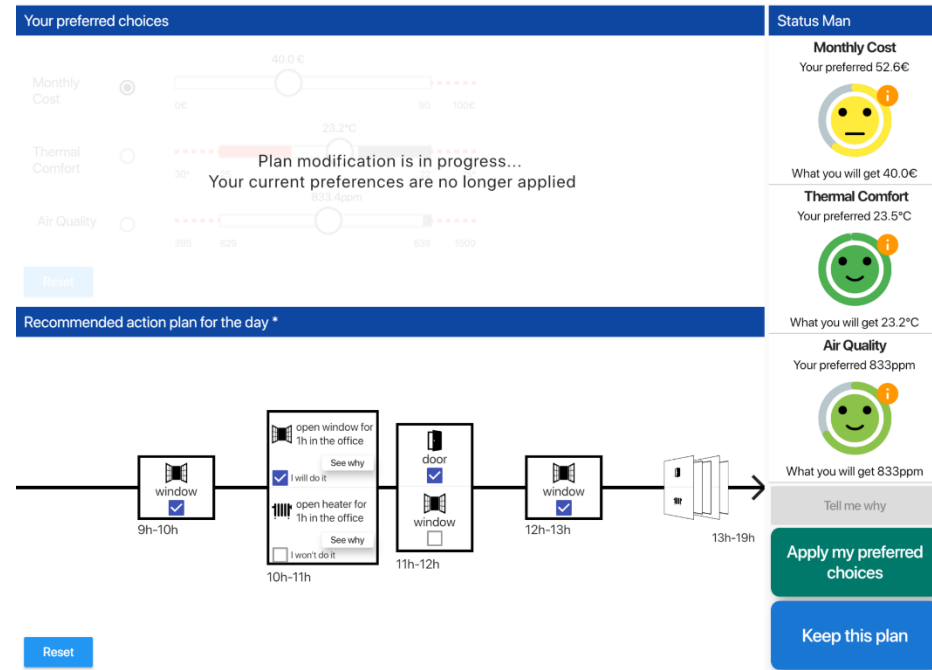 Your preferred choices
40.0 €
Monthly
Cost
0€
80
100€
23.2°C
Thermal
Comfort
30°
Plan modification is in progress...
Your current preferences are no longer applied
833.4ppm
Air Quality
395
629
838
1500
Reset
Recommended action plan for the day *
open window for
1h in the office
See why
I will do it
open heater for
1h in the office
See why
I won't do it
10h-11h
window
9h-10h
door
window
11h-12h
window
12h-13h
13h-19h
Reset
Status Man
Monthly Cost
Your preferred 52.6€
i
What you will get 40.0€
Thermal Comfort
Your preferred 23.5°C
i
What you will get 23.2°C
Air Quality
Your preferred 833ppm
i
What you will get 833ppm
Tell me why
Apply my preferred
choices
Keep this plan